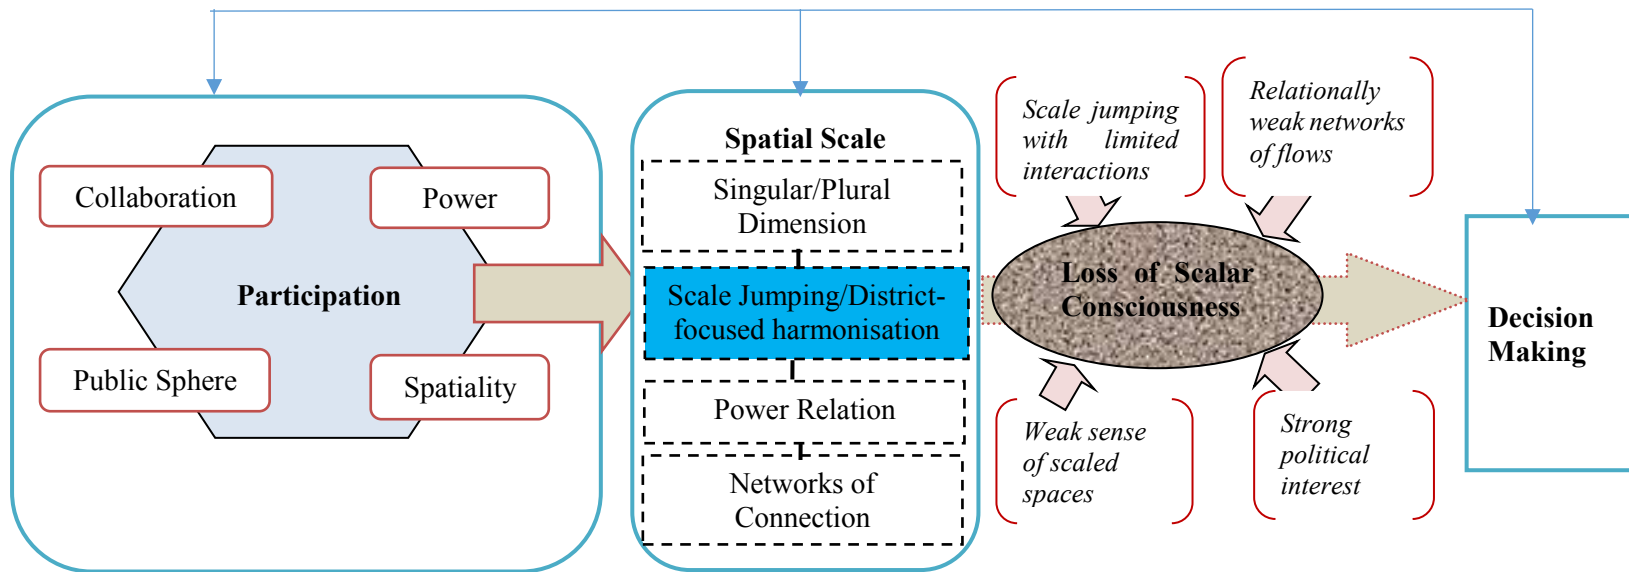 Collaboration
Power
Participation
Public Sphere
Spatiality
Spatial Scale
Singular/Plural
Dimension
Scale Jumping/District-
focused harmonisation
Power Relation
Networks of
Connection
Scale jumping
with limited
interactions
Relationally
weak networks
of flows
Loss of Scalar
Consciousness
Weak sense
of scaled
spaces
Strong
political
interest
Decision
Making